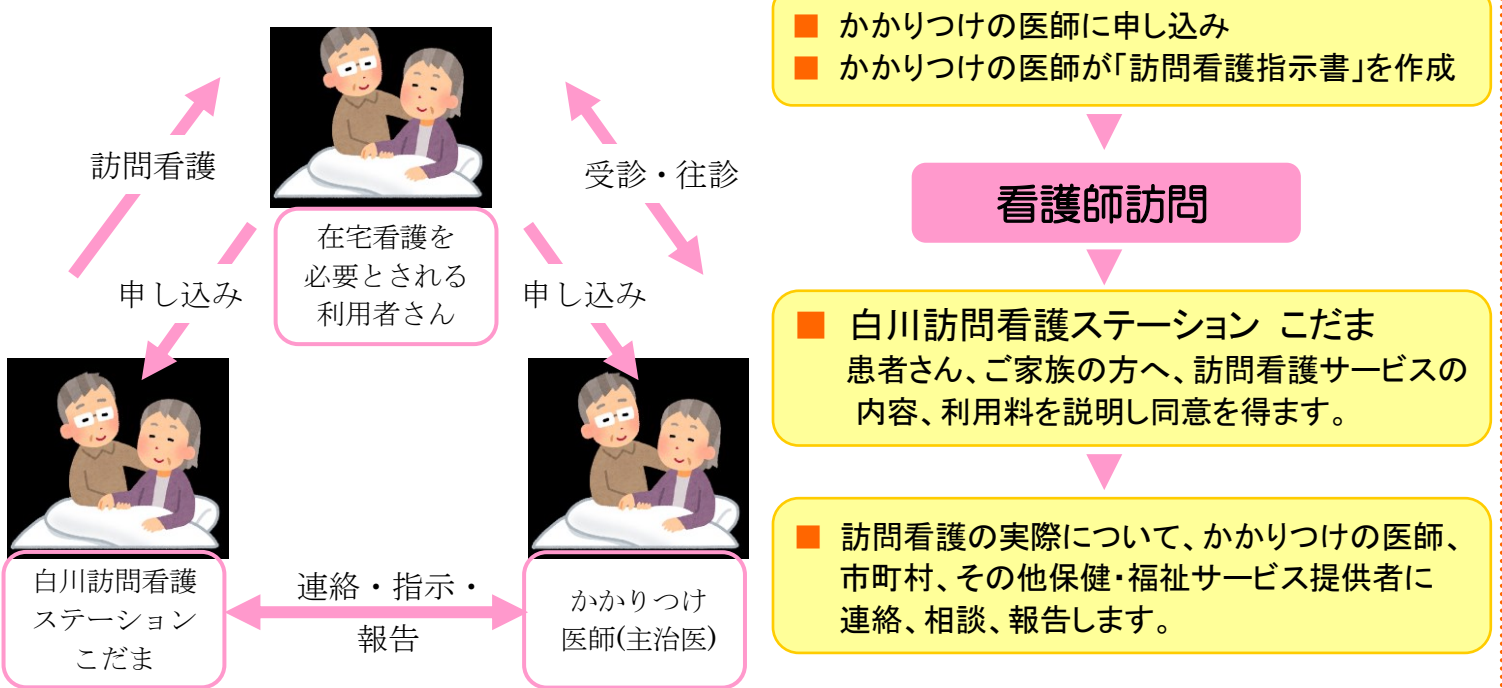 訪問看護
受診・往診
在宅看護を
必要とされる
利用者さん
申し込み
申し込み
白川訪問看護
ステーション
こだま
連絡・指示・
報告
かかりつけ
医師(主治医)
■ かかりつけの医師に申し込み
■ かかりつけの医師が「訪問看護指示書」を作成
看護師訪問
■ 白川訪問看護ステーション こだま
患者さん、ご家族の方へ、訪問看護サービスの
内容、利用料を説明し同意を得ます。
■ 訪問看護の実際について、かかりつけの医師、
市町村、その他保健・福祉サービス提供者に
連絡、相談、報告します。